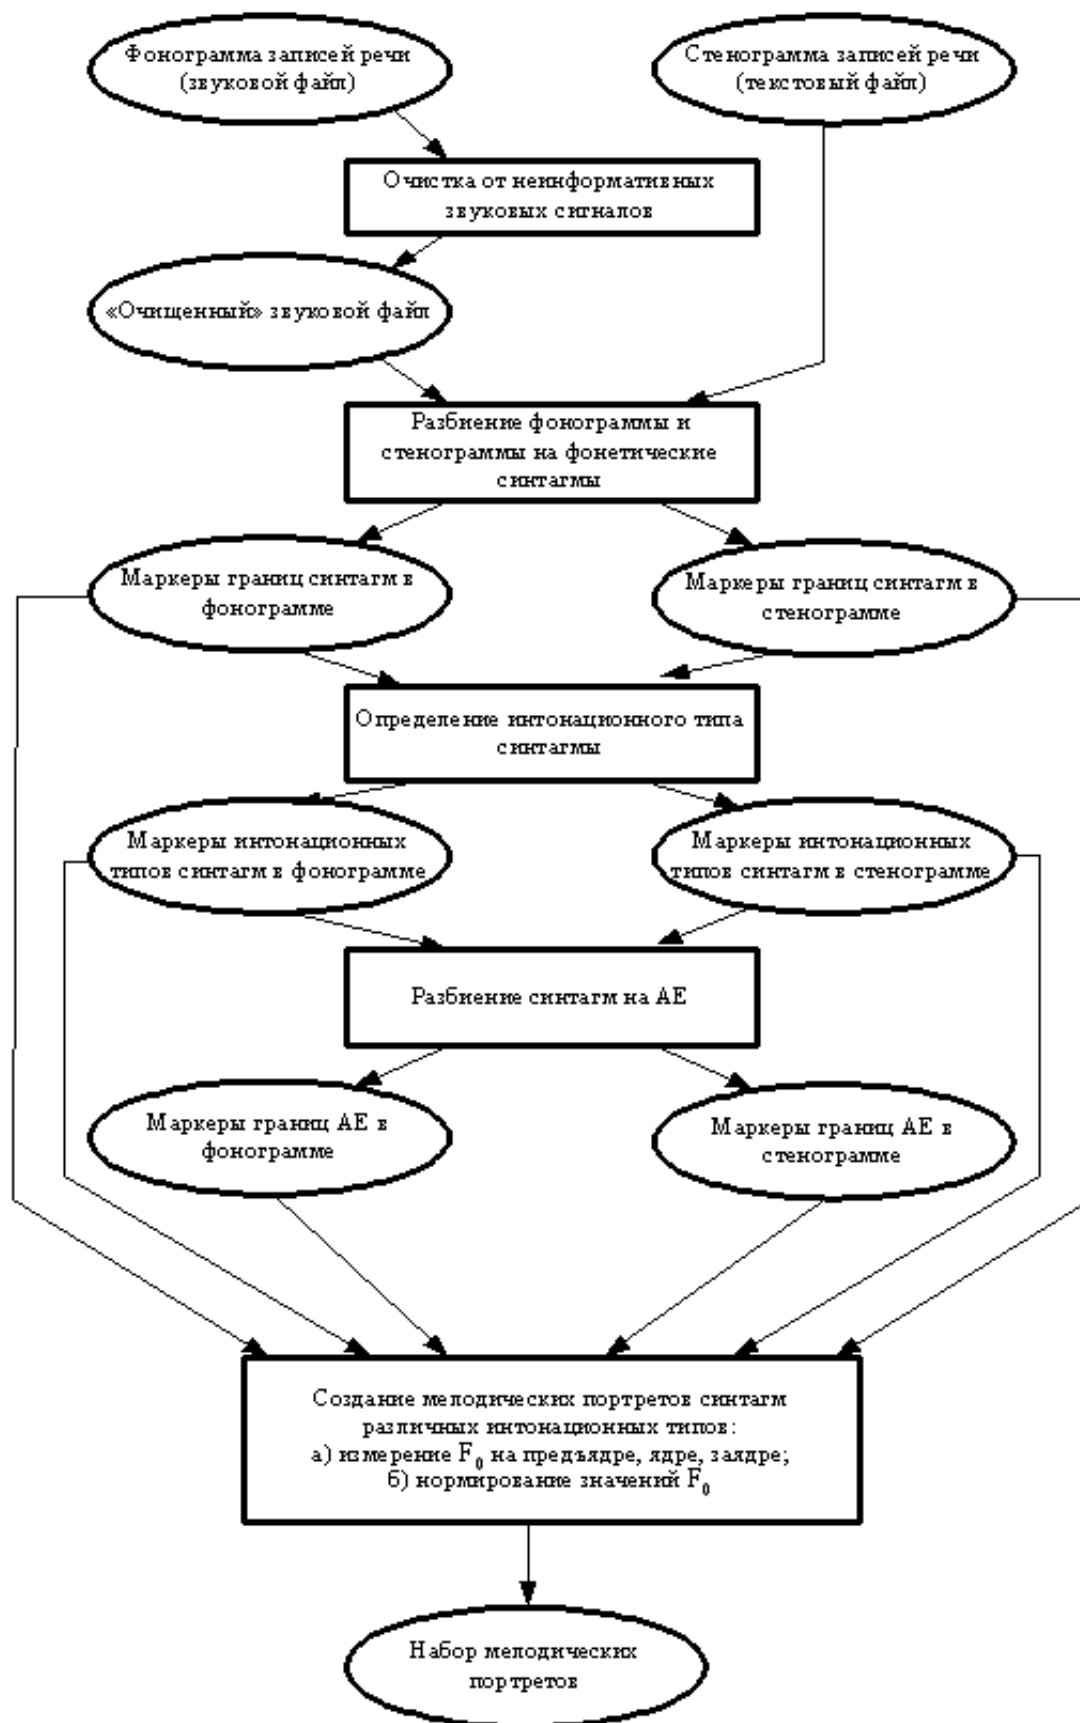 Фонограмма записей речи
(звуковой файл)
Стенограмма записей речи
(текстовый файл)
Очистка от неинформативных
звуковых сигналов
«Очищенный» звуковой файл
Разбиение фонограммы и
стенограммы на фонетические
синтагмы
Маркеры границ синтагм в
фонограмме
Маркеры границ синтагм в
стенограмме
Определение интонационного типа
синтагмы
Маркеры интонационных
типов синтагм в фонограмме
Маркеры интонационных
типов синтагм в стенограмме
Разбиение синтагм на АЕ
Маркеры границ АЕ в
фонограмме
Маркеры границ АЕ в
стенограмме
Создание мелодических портретов синтагм
различных интонационных типов:
а) измерение F₀ на предъядре, ядре, заядре;
б) нормирование значений F₀
Набор мелодических
портретов